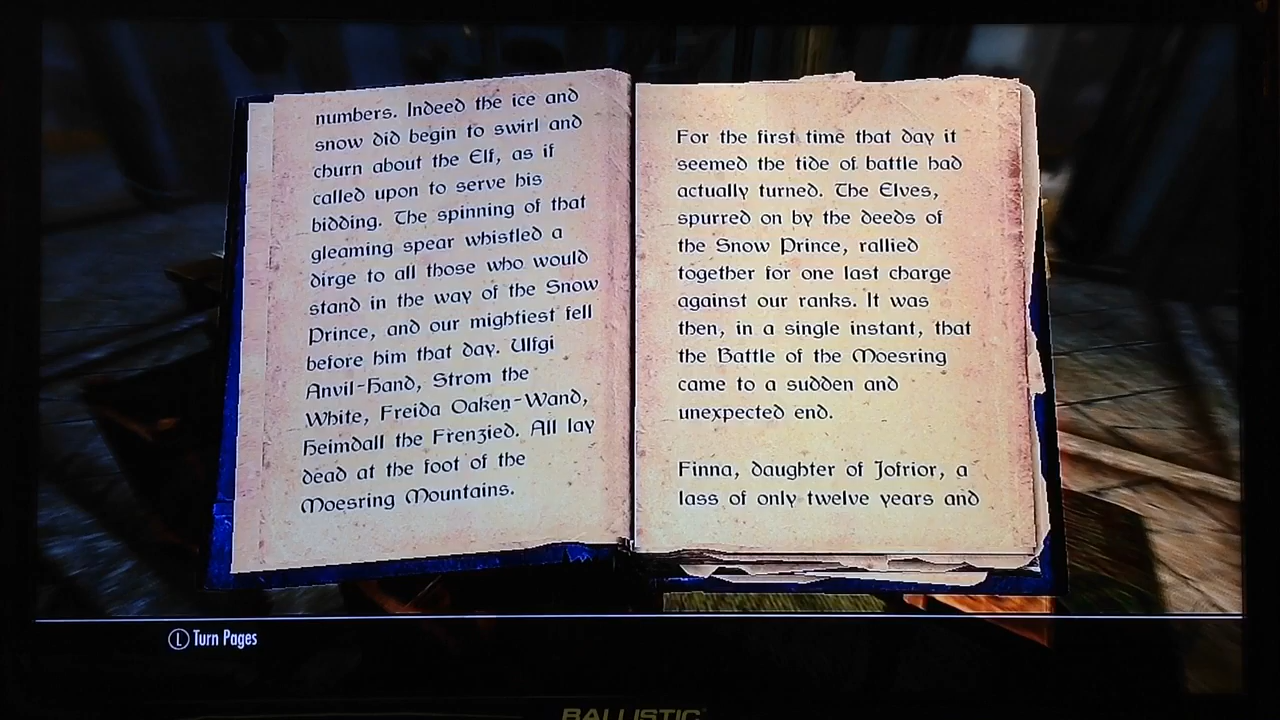 numbers. Indeed the ice and
snow did begin to swirl and
churn about the Elf, as if
called upon to serve his
bidding. The spinning of that
gleaming spear whistled a
dirge to all those who would
stand in the way of the Snow
Prince, and our mightiest fell
before him that day. Ulfgi
Anvil-Hand, Strom the
White, Freida Oaken-Wand,
Heimdall the Frenzied. All lay
dead at the foot of the
Moesring Mountains.
For the first time that day it
seemed the tide of battle had
actually turned. The Elves,
spurred on by the deeds of
the Snow Prince, rallied
together for one last charge
against our ranks. It was
then, in a single instant, that
the Battle of the Moesring
came to a sudden and
unexpected end.
Finna, daughter of Jofrior, a
lass of only twelve years and
L Turn Pages
BALLISTIC